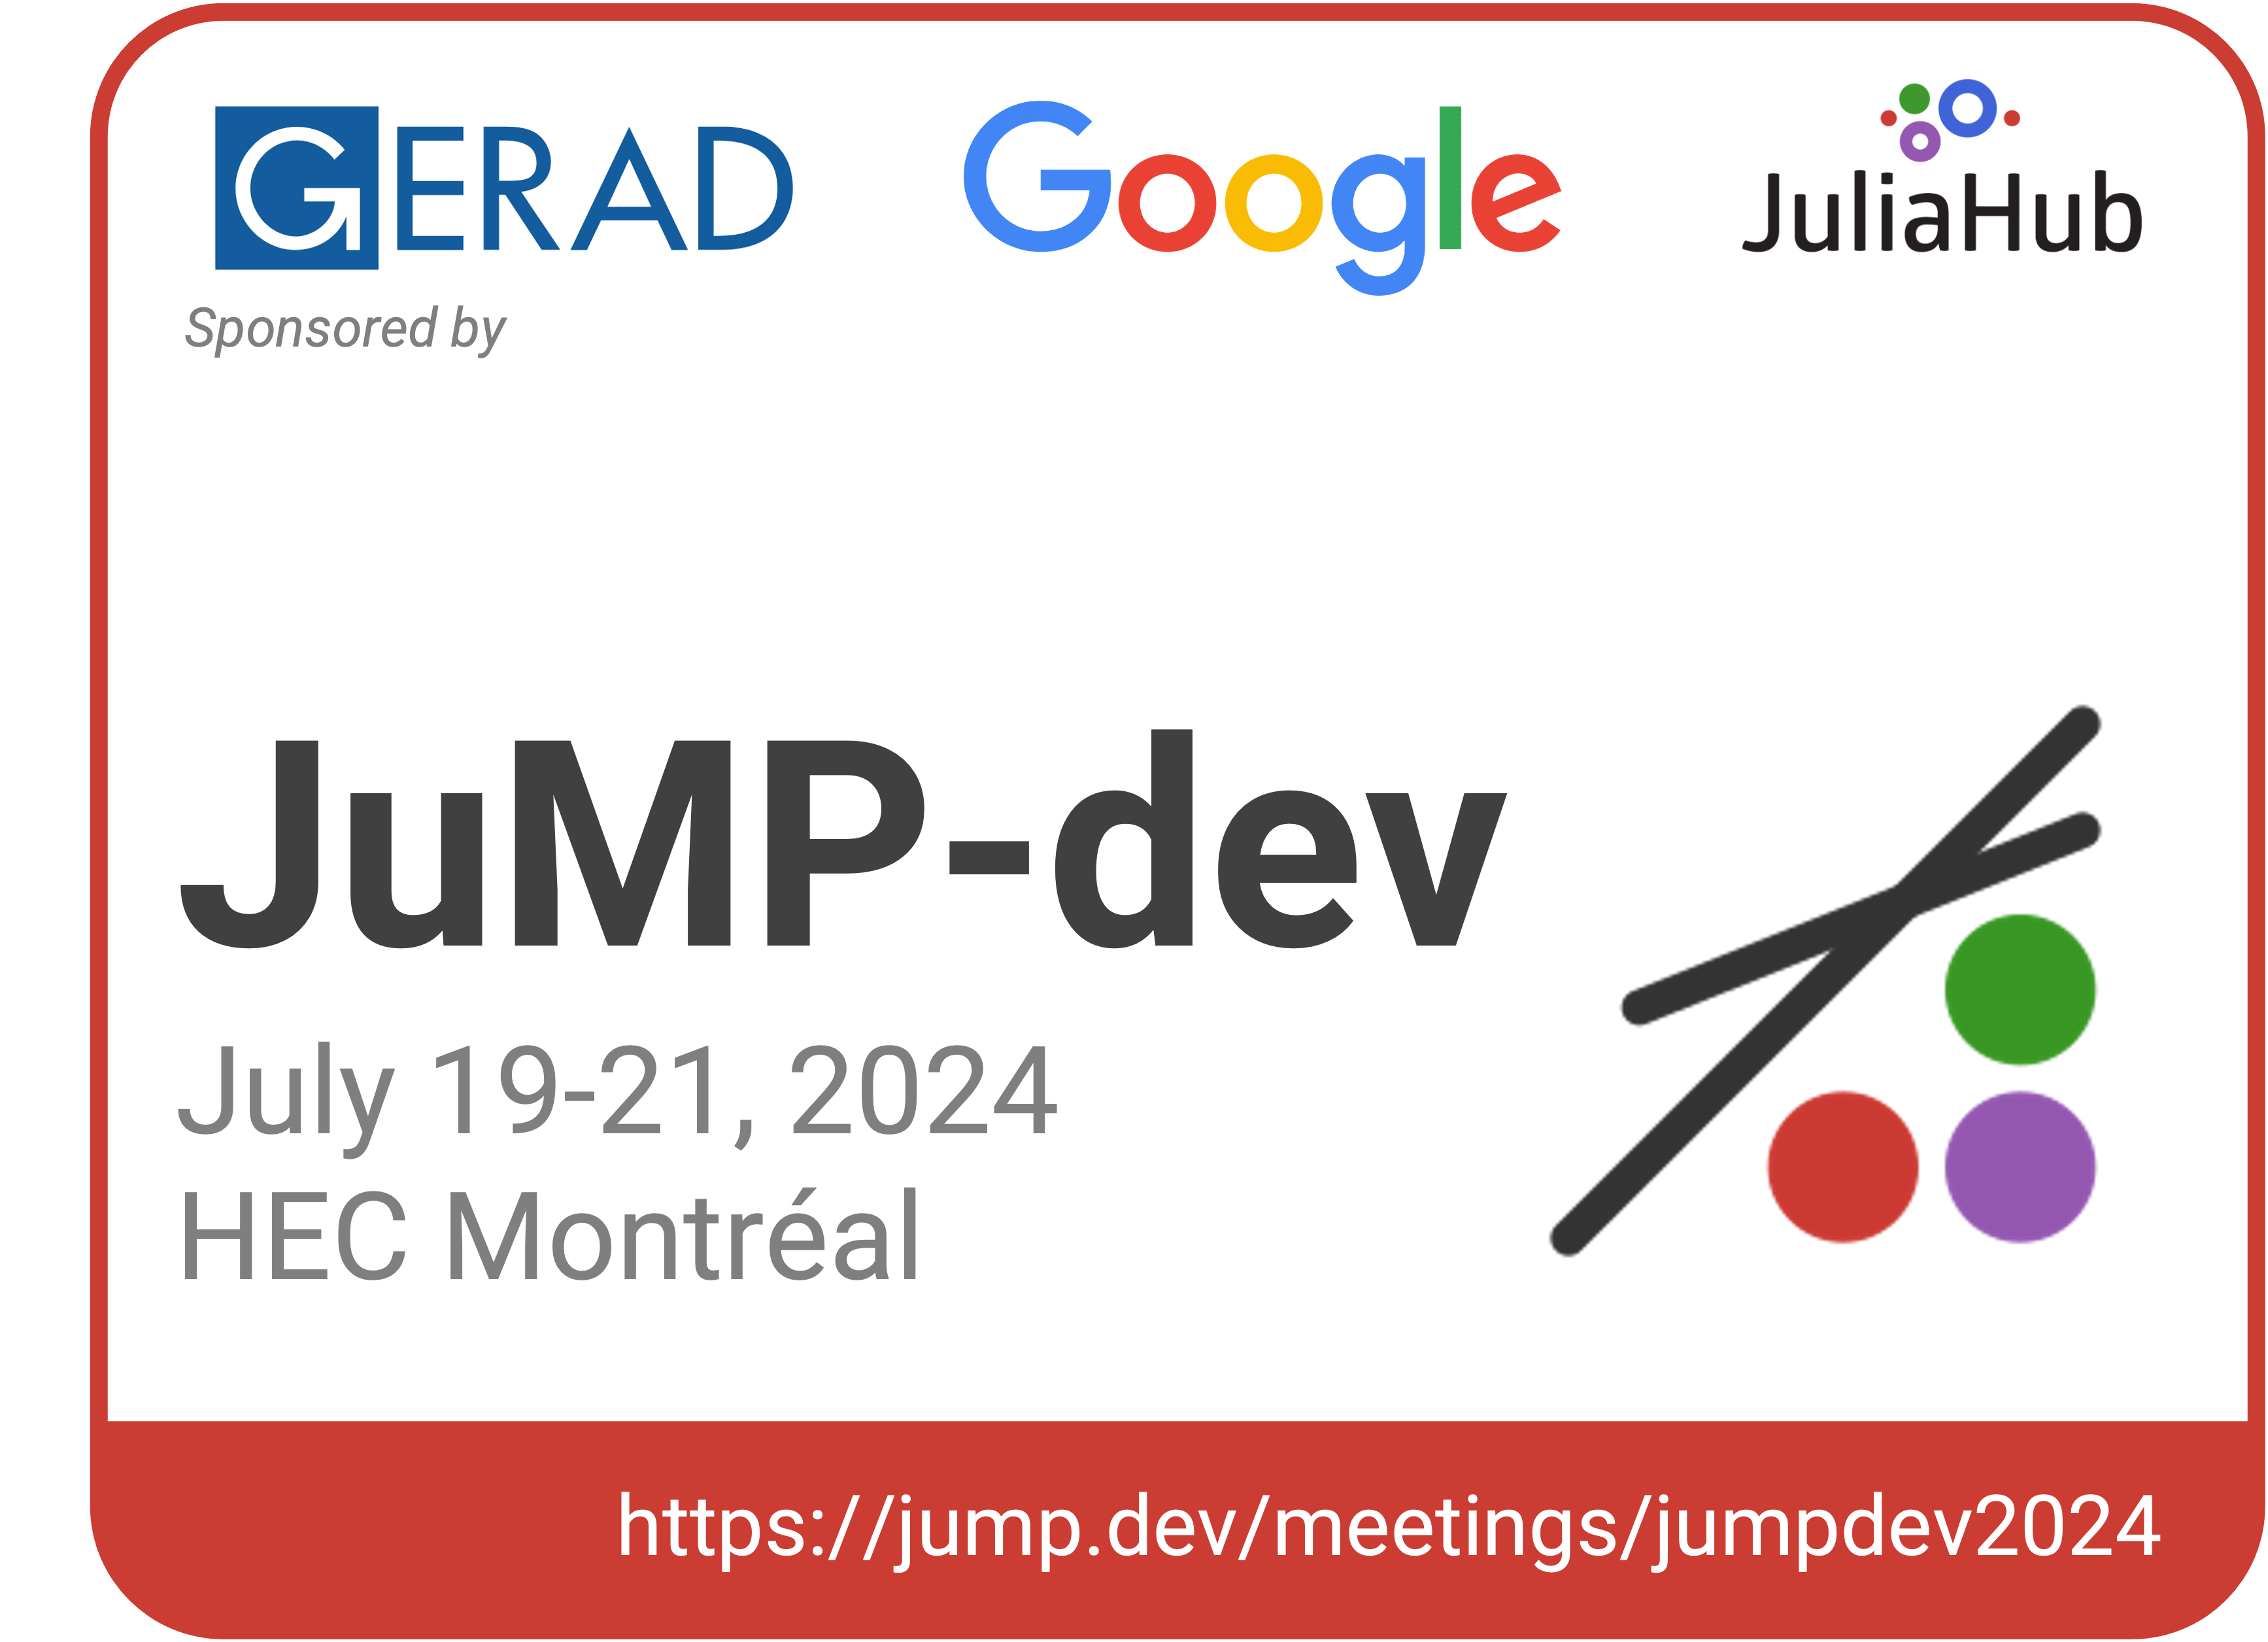 GERAD Google JuliaHub
Sponsored by
JuMP-dev
July 19-21, 2024
HEC Montréal
https://jump.dev/meetings/jumpdev2024